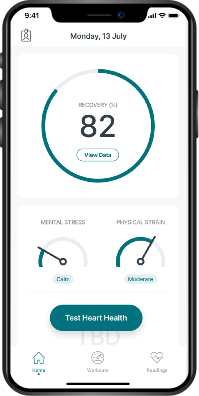 9:41
Monday, 13 July
RECOVERY (%)
82
View Data
MENTAL STRESS
PHYSICAL STRAIN
Calm
Moderate
Test Heart Health
TBD
Home
Workouts
Readings